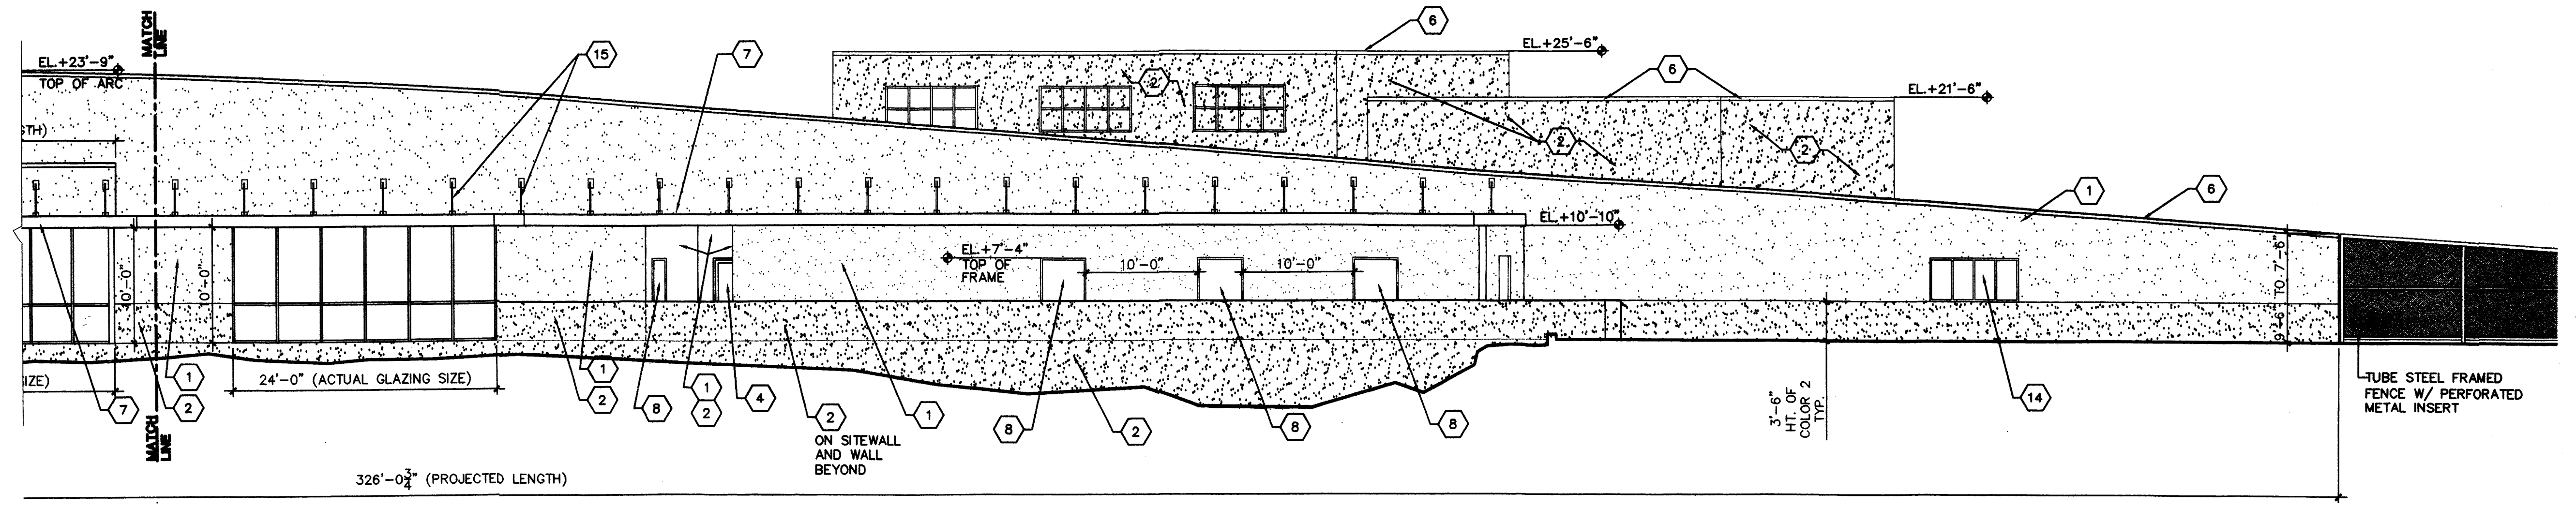 MATCH
LINE
EL.+23'-9"
TOP OF ARC
15
7
6
EL.+25'-6"
6
EL.+21'-6"
2
2
2
GTH)
1
6
EL.+10'-10"
EL.+7'-4"
TOP OF
FRAME
10'-0"
10'-0"
10'-0"
10'-0"
9'-6" TO 7'-6"
IZE)
7
1
2
24'-0" (ACTUAL GLAZING SIZE)
1
2
8
1
2
4
2
ON SITEWALL
AND WALL
BEYOND
1
8
2
8
8
3'-6"
HT. OF
COLOR 2
TYP.
14
TUBE STEEL FRAMED
FENCE W/ PERFORATED
METAL INSERT
MATCH
LINE
326'-0¾" (PROJECTED LENGTH)